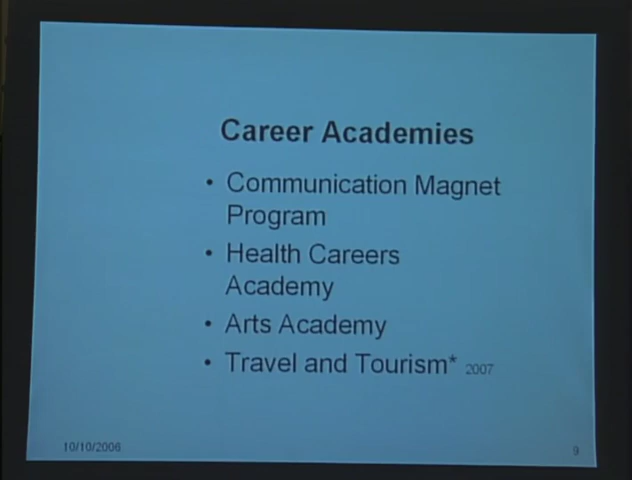 Career Academies
• Communication Magnet
Program
• Health Careers
Academy
• Arts Academy
• Travel and Tourism* 2007
10/10/2006
9